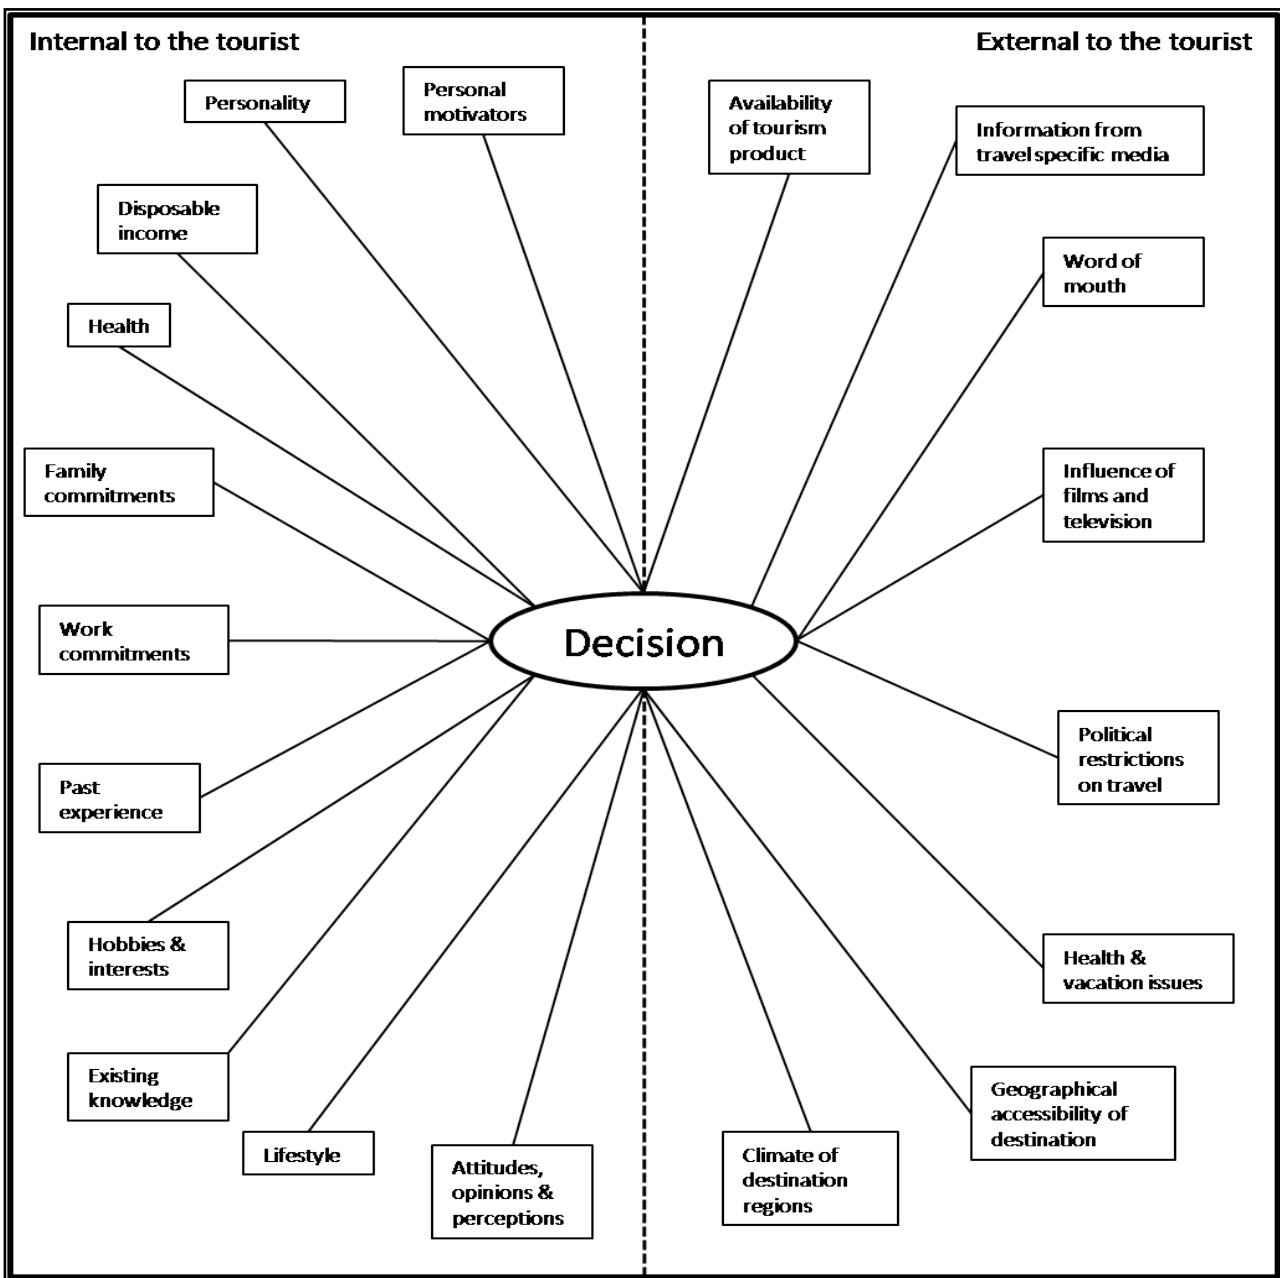 Internal to the tourist
External to the tourist
Personality
Personal
motivators
Availability
of tourism
product
Information from
travel specific media
Disposable
income
Word of
mouth
Health
Family
commitments
Influence of
films and
television
Work
commitments
Decision
Political
restrictions
on travel
Past
experience
Hobbies &
interests
Health &
vacation issues
Existing
knowledge
Geographical
accessibility of
destination
Lifestyle
Attitudes,
opinions &
perceptions
Climate of
destination
regions